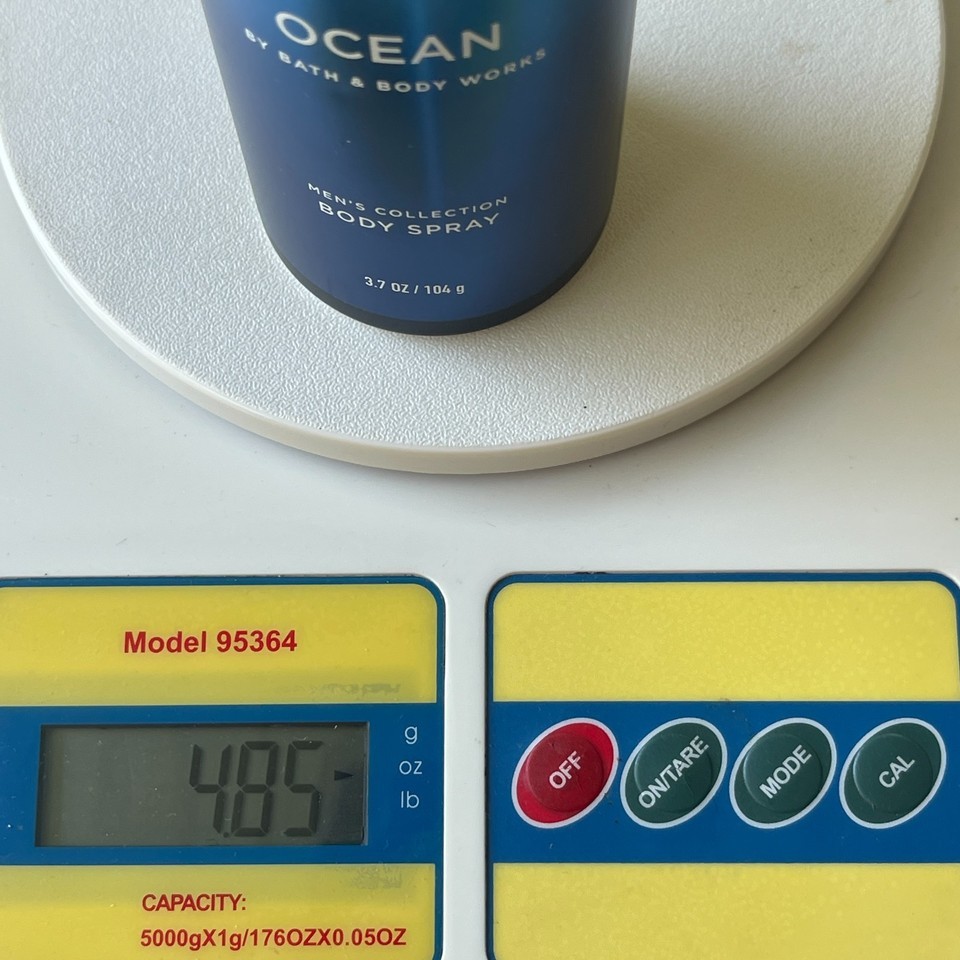 OCEAN
BY BATH & BODY WORKS
MEN'S COLLECTION
BODY SPRAY
3.7 OZ / 104 g
Model 95364
4.85
g
oz
lb
OFF
ON/TARE
MODE
CAL
CAPACITY:
5000gX1g/176OZX0.05OZ